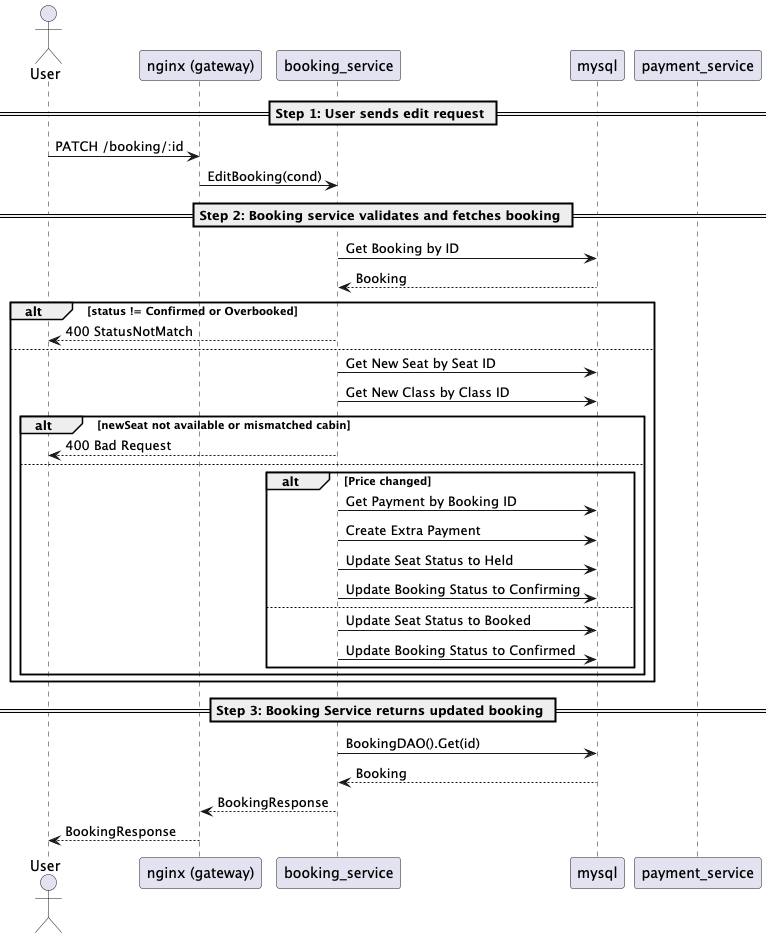 User
nginx (gateway)
booking_service
mysql
payment_service
Step 1: User sends edit request
PATCH /booking/:id
EditBooking(cond)
Step 2: Booking service validates and fetches booking
Get Booking by ID
Booking
alt
[status != Confirmed or Overbooked]
400 StatusNotMatch
Get New Seat by Seat ID
Get New Class by Class ID
alt
[newSeat not available or mismatched cabin]
400 Bad Request
alt
[Price changed]
Get Payment by Booking ID
Create Extra Payment
Update Seat Status to Held
Update Booking Status to Confirming
Update Seat Status to Booked
Update Booking Status to Confirmed
Step 3: Booking Service returns updated booking
BookingDAO().Get(id)
Booking
BookingResponse
BookingResponse
User
nginx (gateway)
booking_service
mysql
payment_service